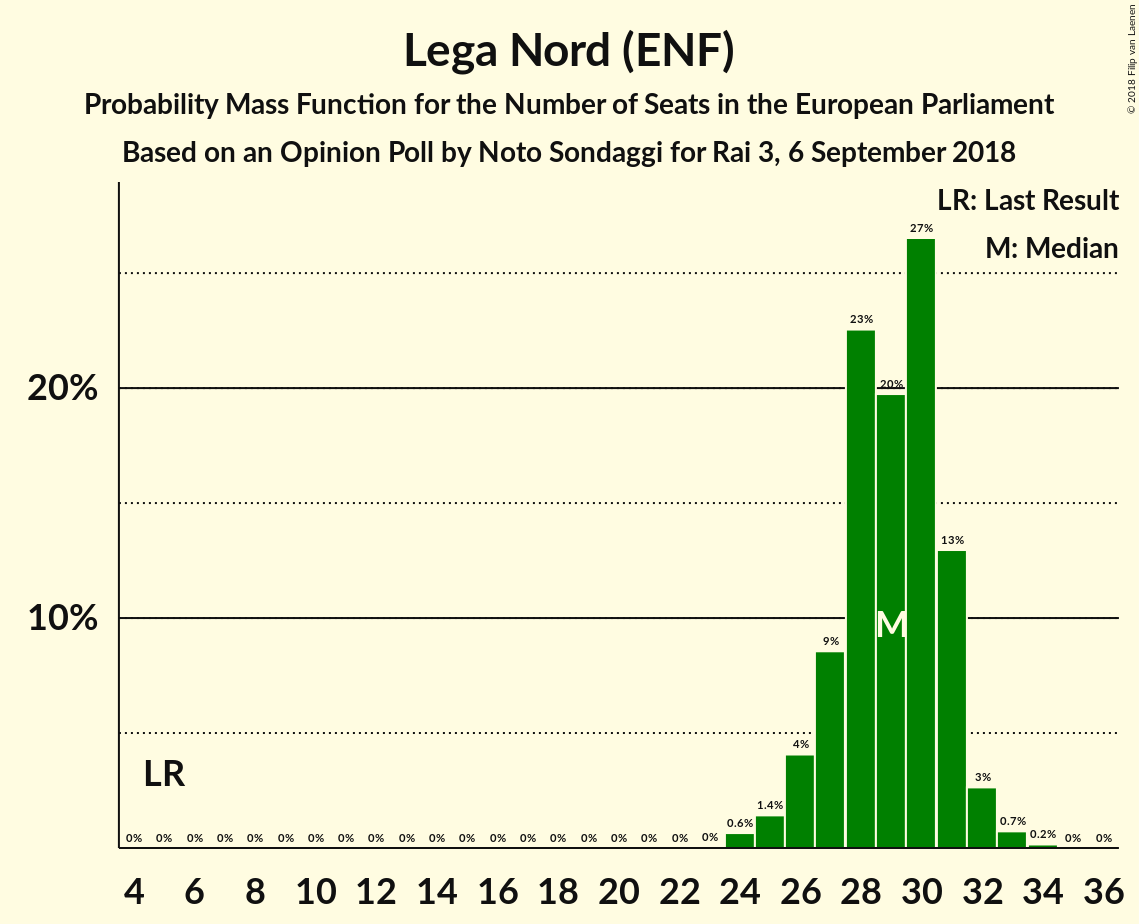 Lega Nord (ENF)
Probability Mass Function for the Number of Seats in the European Parliament
Based on an Opinion Poll by Noto Sondaggi for Rai 3, 6 September 2018
© 2018 Filip van Laenen
LR: Last Result
M: Median
27%
23%
20%
20%
13%
10%
M
9%
4%
LR
3%
0% 0% 0% 0% 0% 0% 0% 0% 0% 0% 0% 0% 0% 0% 0% 0% 0% 0% 0% 0% 0.6% 1.4% 0.7% 0.2% 0% 0%
4 6 8 10 12 14 16 18 20 22 24 26 28 30 32 34 36